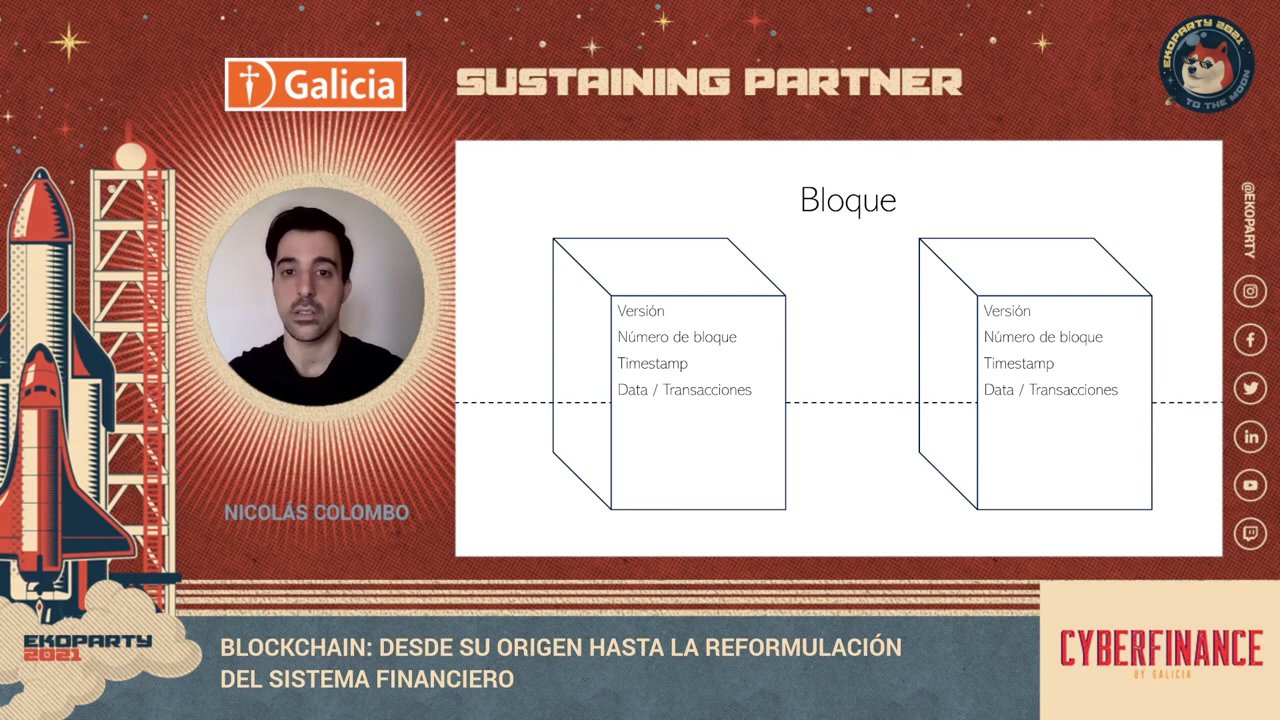 Galicia
SUSTAINING PARTNER
EKOPARTY 2021
TO THE MOON
@EKOPARTY
Bloque
Versión
Número de bloque
Timestamp
Data / Transacciones
Versión
Número de bloque
Timestamp
Data / Transacciones
NICOLÁS COLOMBO
EKOPARTY
2021
BLOCKCHAIN: DESDE SU ORIGEN HASTA LA REFORMULACIÓN
DEL SISTEMA FINANCIERO
CYBERFINANCE
BY GALICIA